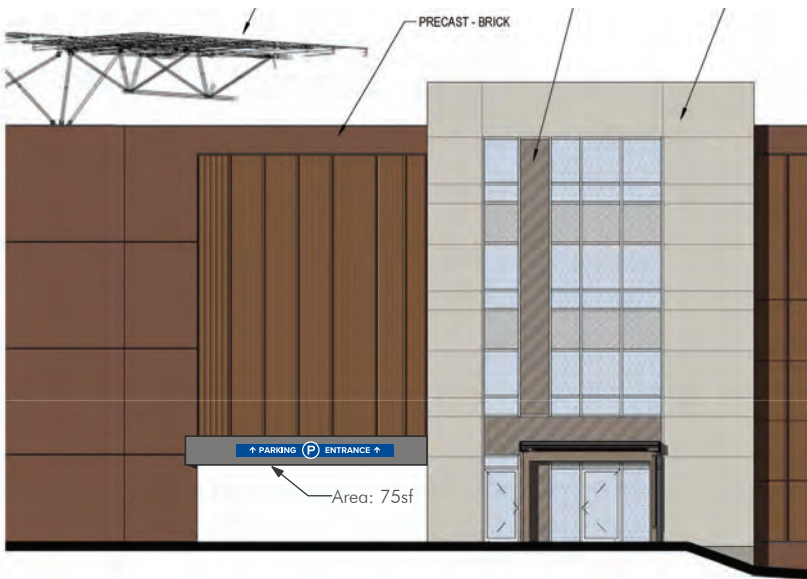 PRECAST - BRICK
↑ PARKING P ENTRANCE ↑
Area: 75sf